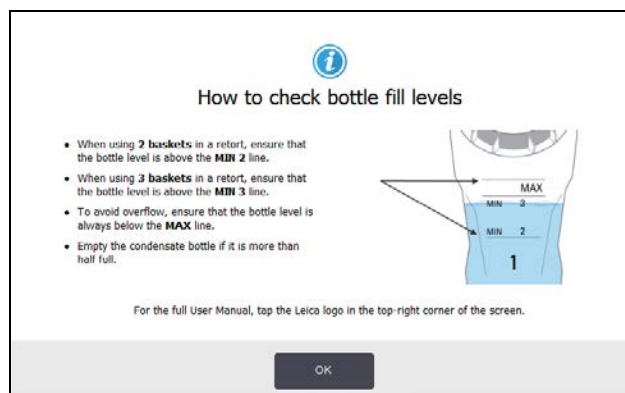 How to check bottle fill levels
• When using 2 baskets in a retort, ensure that
the bottle level is above the MIN 2 line.
• When using 3 baskets in a retort, ensure that
the bottle level is above the MIN 3 line.
• To avoid overflow, ensure that the bottle level is
always below the MAX line.
• Empty the condensate bottle if it is more than
half full.
MAX
MIN 3
MIN 2
1
For the full User Manual, tap the Leica logo in the top-right corner of the screen.
OK